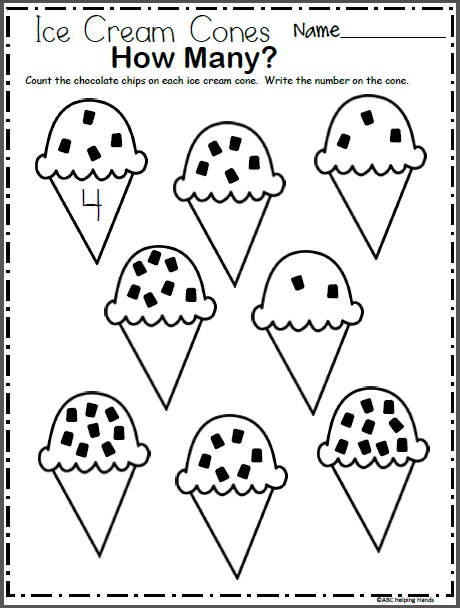 Ice Cream Cones Name
How Many?
Count the chocolate chips on each ice cream cone. Write the number on the cone.
4
©ABC Helping Hands